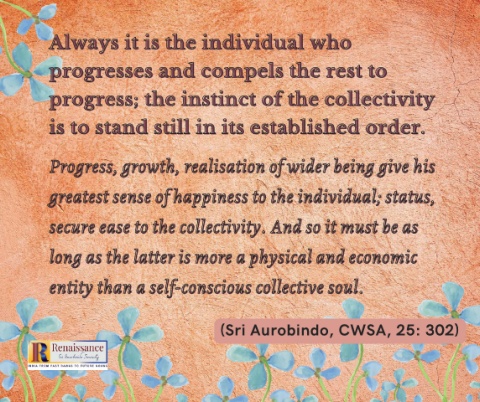 Always it is the individual who
progresses and compels the rest to
progress; the instinct of the collectivity
is to stand still in its established order.
Progress, growth, realisation of wider being give his
greatest sense of happiness to the individual; status,
secure ease to the collectivity. And so it must be as
long as the latter is more a physical and economic
entity than a self-conscious collective soul.
(Sri Aurobindo, CWSA, 25: 302)
Renaissance
Sri Aurobindo Society